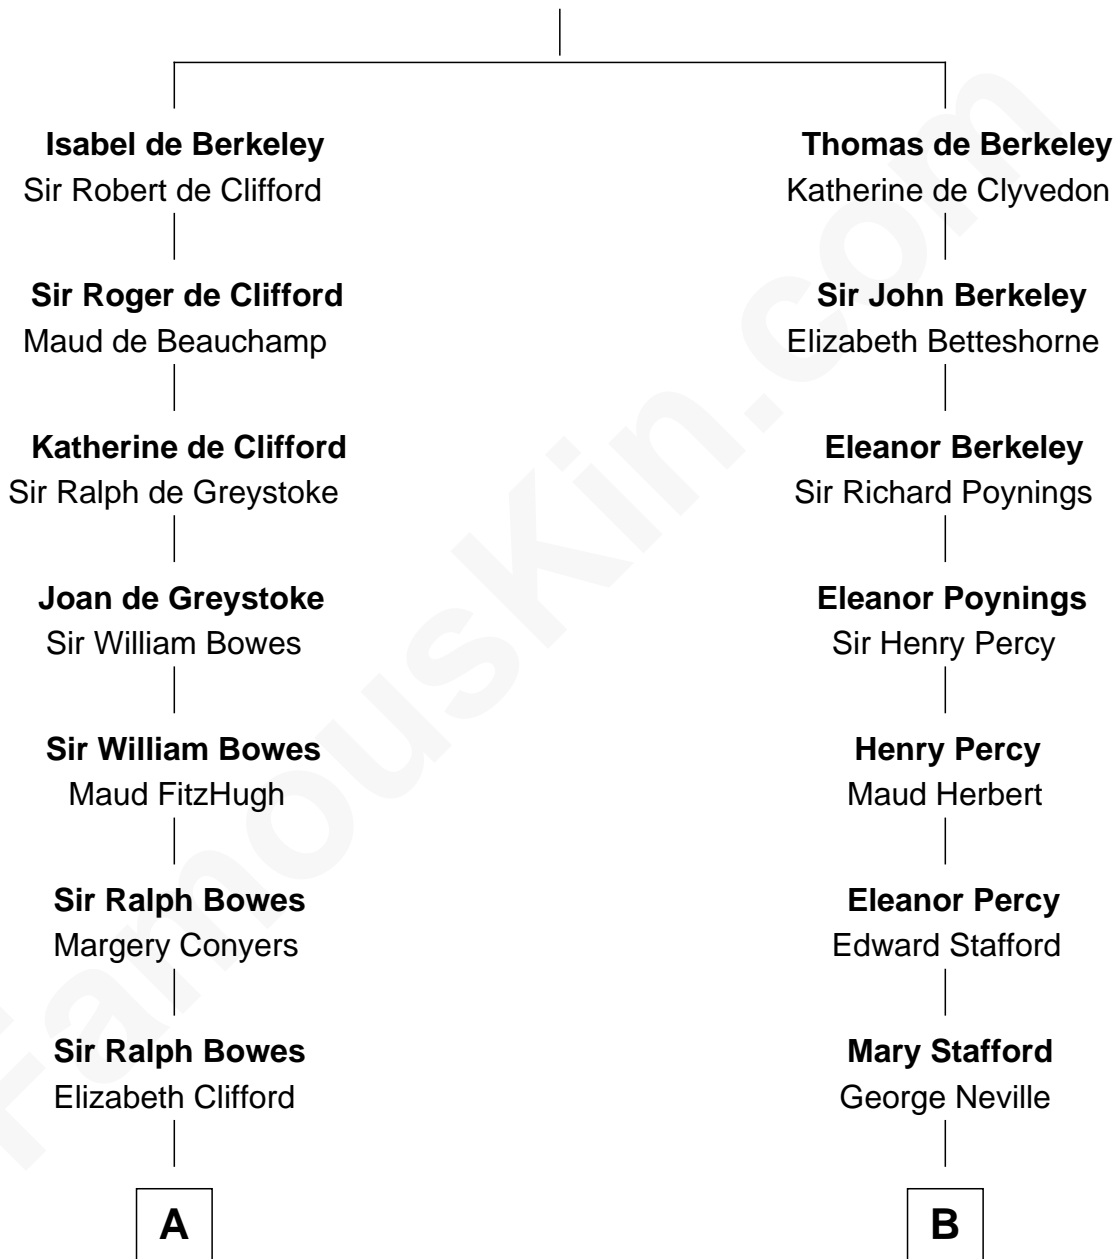 Isabel de Berkeley
Sir Robert de Clifford
Sir Roger de Clifford
Maud de Beauchamp
Katherine de Clifford
Sir Ralph de Greystoke
Joan de Greystoke
Sir William Bowes
Sir William Bowes
Maud FitzHugh
Sir Ralph Bowes
Margery Conyers
Sir Ralph Bowes
Elizabeth Clifford
A
Thomas de Berkeley
Katherine de Clyvedon
Sir John Berkeley
Elizabeth Betteshorne
Eleanor Berkeley
Sir Richard Poynings
Eleanor Poynings
Sir Henry Percy
Henry Percy
Maud Herbert
Eleanor Percy
Edward Stafford
Mary Stafford
George Neville
B
FamousKin.com